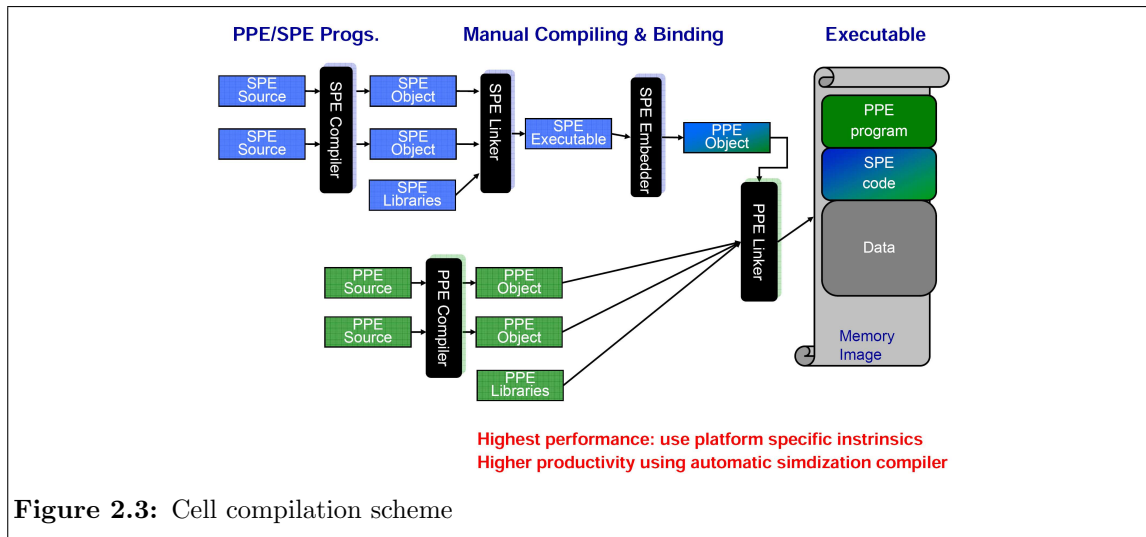 PPE/SPE Progs.
Manual Compiling & Binding
Executable
SPE
Source
SPE
Source
SPE Compiler
SPE
Object
SPE
Object
SPE
Libraries
SPE Linker
SPE
Executable
SPE Embedder
PPE
Object
PPE
Source
PPE
Source
PPE Compiler
PPE
Object
PPE
Object
PPE
Libraries
PPE Linker
PPE
program
SPE
code
Data
Memory
Image
Highest performance: use platform specific instrinsics
Higher productivity using automatic simdization compiler
Figure 2.3: Cell compilation scheme